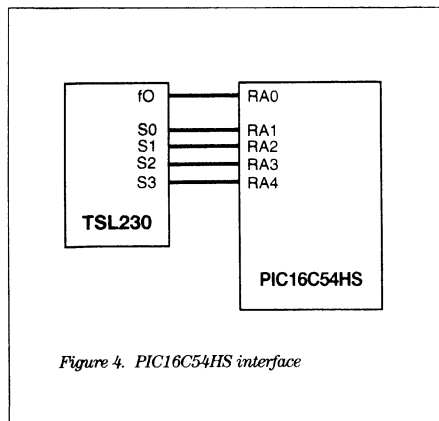 fO RA0
S0 RA1
S1 RA2
S2 RA3
S3 RA4
TSL230
PIC16C54HS
Figure 4. PIC16C54HS interface